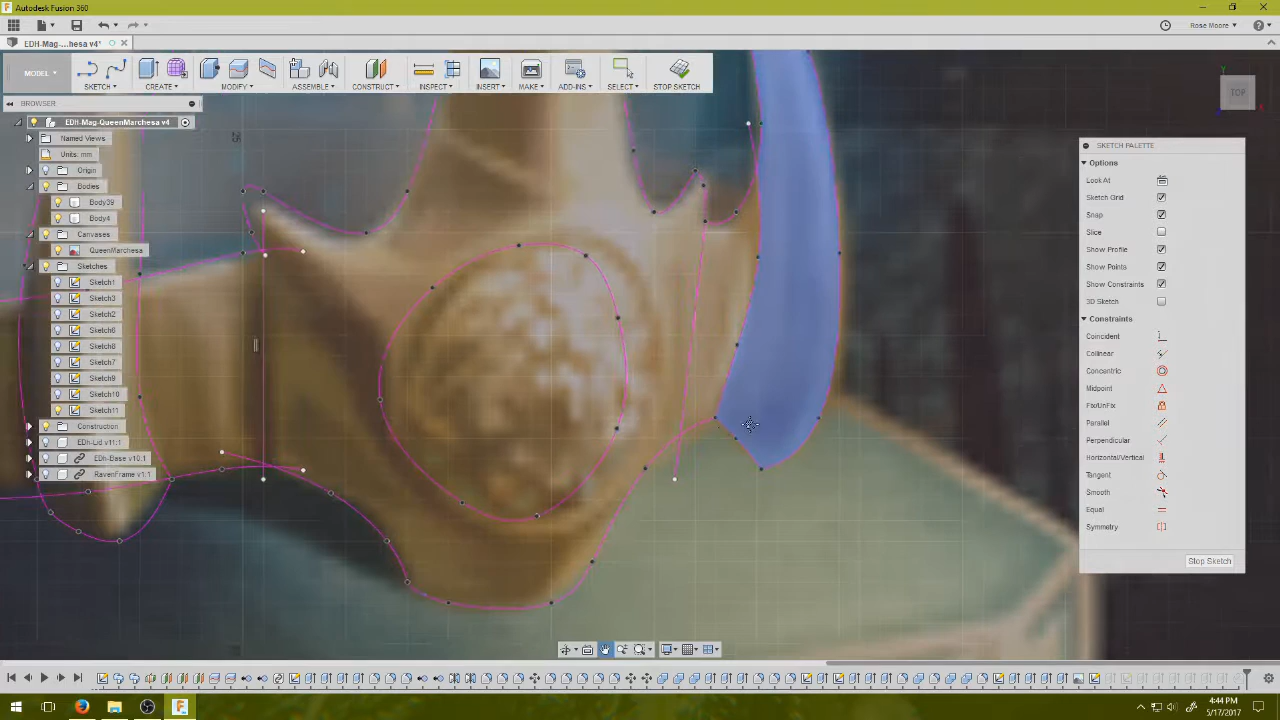 Autodesk Fusion 360
Rose Moore
EDH-Mag-...hesa v4*
MODEL
SKETCH
CREATE
MODIFY
ASSEMBLE
CONSTRUCT
INSPECT
INSERT
MAKE
ADD-INS
SELECT
STOP SKETCH
BROWSER
EDH-Mag-QueenMarchesa v4
Named Views
Units: mm
Origin
Bodies
Body39
Body4
Canvases
QueenMarchesa
Sketches
Sketch1
Sketch3
Sketch2
Sketch6
Sketch8
Sketch7
Sketch9
Sketch10
Sketch11
Construction
EDH-Lid v11:1
EDh-Base v10:1
RavenFrame v1:1
25
Y
TOP
X
Z
SKETCH PALETTE
Options
Look At
Sketch Grid
Snap
Slice
Show Profile
Show Points
Show Constraints
3D Sketch
Constraints
Coincident
Collinear
Concentric
Midpoint
Fix/UnFix
Parallel
Perpendicular
Horizontal/Vertical
Tangent
Smooth
Equal
Symmetry
Stop Sketch
4:44 PM
5/17/2017